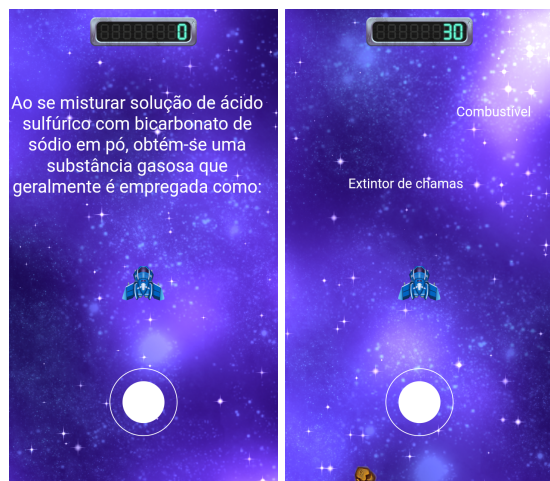 0
Ao se misturar solução de ácido
sulfúrico com bicarbonato de
sódio em pó, obtém-se uma
substância gasosa que
geralmente é empregada como:
30
Combustível
Extintor de chamas